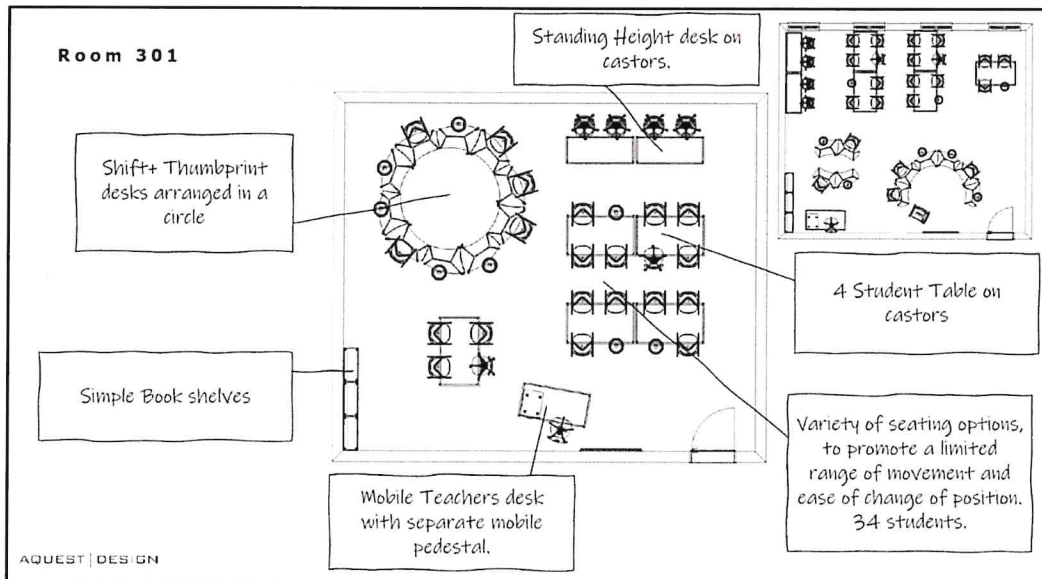 Room 301
Standing Height desk on
castors.
Shift+ Thumbprint
desks arranged in a
circle
4 Student Table on
castors
Simple Book shelves
Variety of seating options,
to promote a limited
range of movement and
ease of change of position.
34 students.
Mobile Teachers desk
with separate mobile
pedestal.
AQUEST|DESIGN